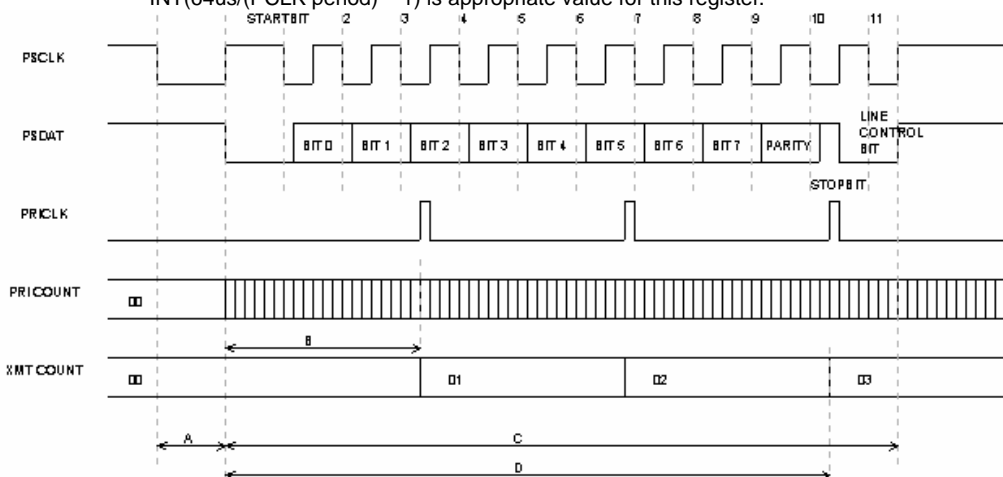 INT(64us/(PCLK period) – 1) is appropriate value for this register.
STARTBIT 2 3 4 5 6 7 8 9 10 11
PSCLK
PSDAT
BIT 0 BIT 1 BIT 2 BIT 3 BIT 4 BIT 5 BIT 6 BIT 7 PARITY
LINE
CONTROL
BIT
STOPBIT
PRICLK
PRICOUNT 00
B
XMTCOUNT 00 01 02 03
A C
D